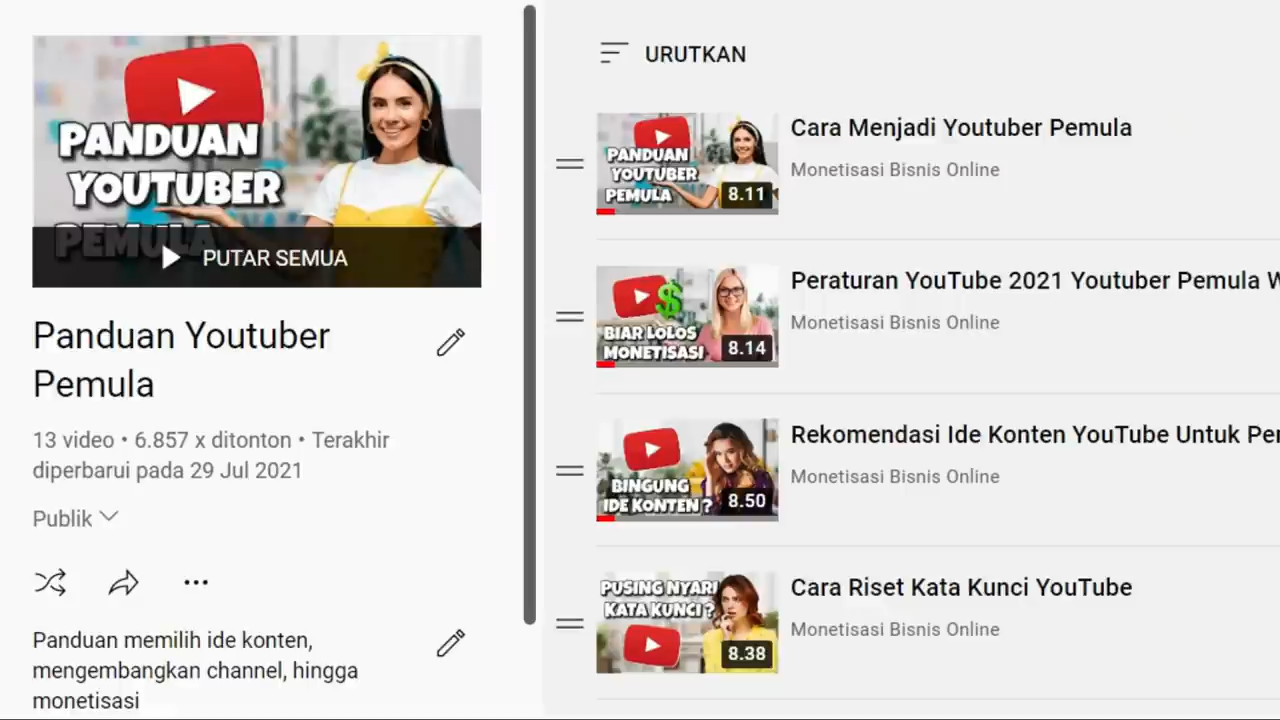 PANDUAN
YOUTUBER
PEMULA
PUTAR SEMUA
Panduan Youtuber
Pemula
13 video • 6.857 x ditonton • Terakhir
diperbarui pada 29 Jul 2021
Publik
Panduan memilih ide konten,
mengembangkan channel, hingga
monetisasi
URUTKAN
PANDUAN
YOUTUBER
PEMULA
8.11
Cara Menjadi Youtuber Pemula
Monetisasi Bisnis Online
BIAR LOLOS
MONETISASI
8.14
Peraturan YouTube 2021 Youtuber Pemula W
Monetisasi Bisnis Online
BINGUNG
IDE KONTEN ?
8.50
Rekomendasi Ide Konten YouTube Untuk Pe
Monetisasi Bisnis Online
PUSING NYARI
KATA KUNCI ?
8.38
Cara Riset Kata Kunci YouTube
Monetisasi Bisnis Online